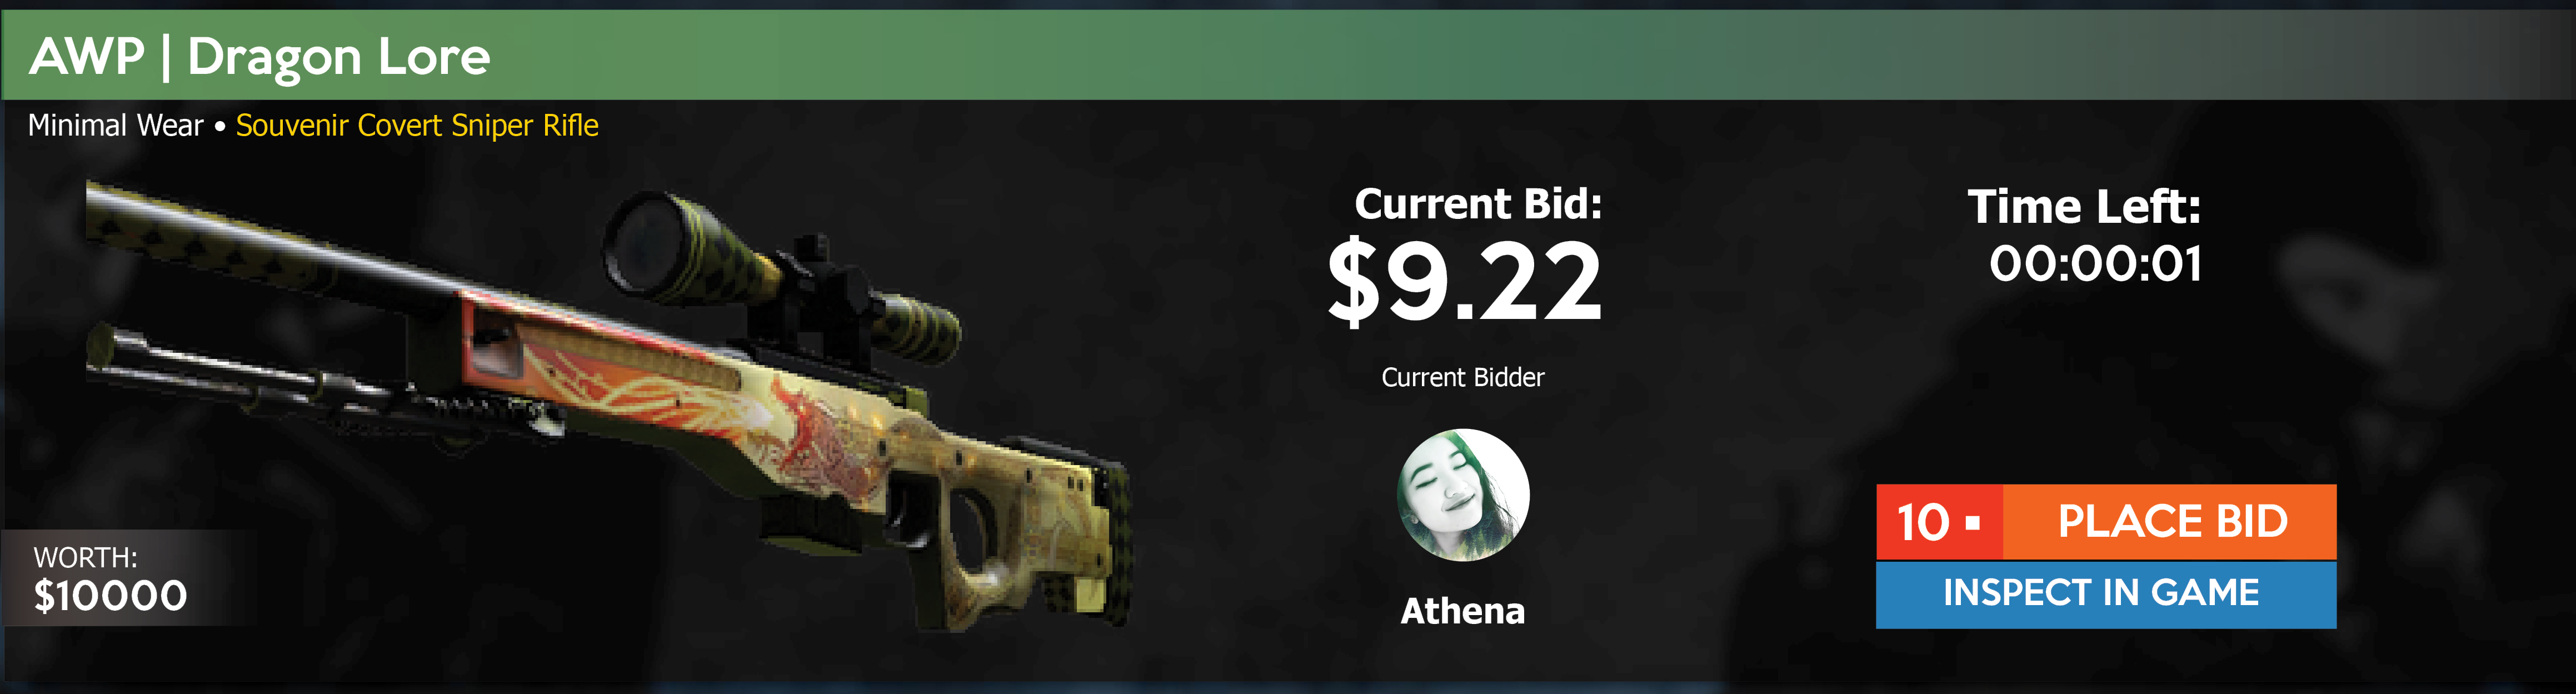 AWP | Dragon Lore
Minimal Wear • Souvenir Covert Sniper Rifle
Current Bid:
$9.22
Current Bidder
Athena
Time Left:
00:00:01
WORTH:
$10000
10 ▪ PLACE BID
INSPECT IN GAME